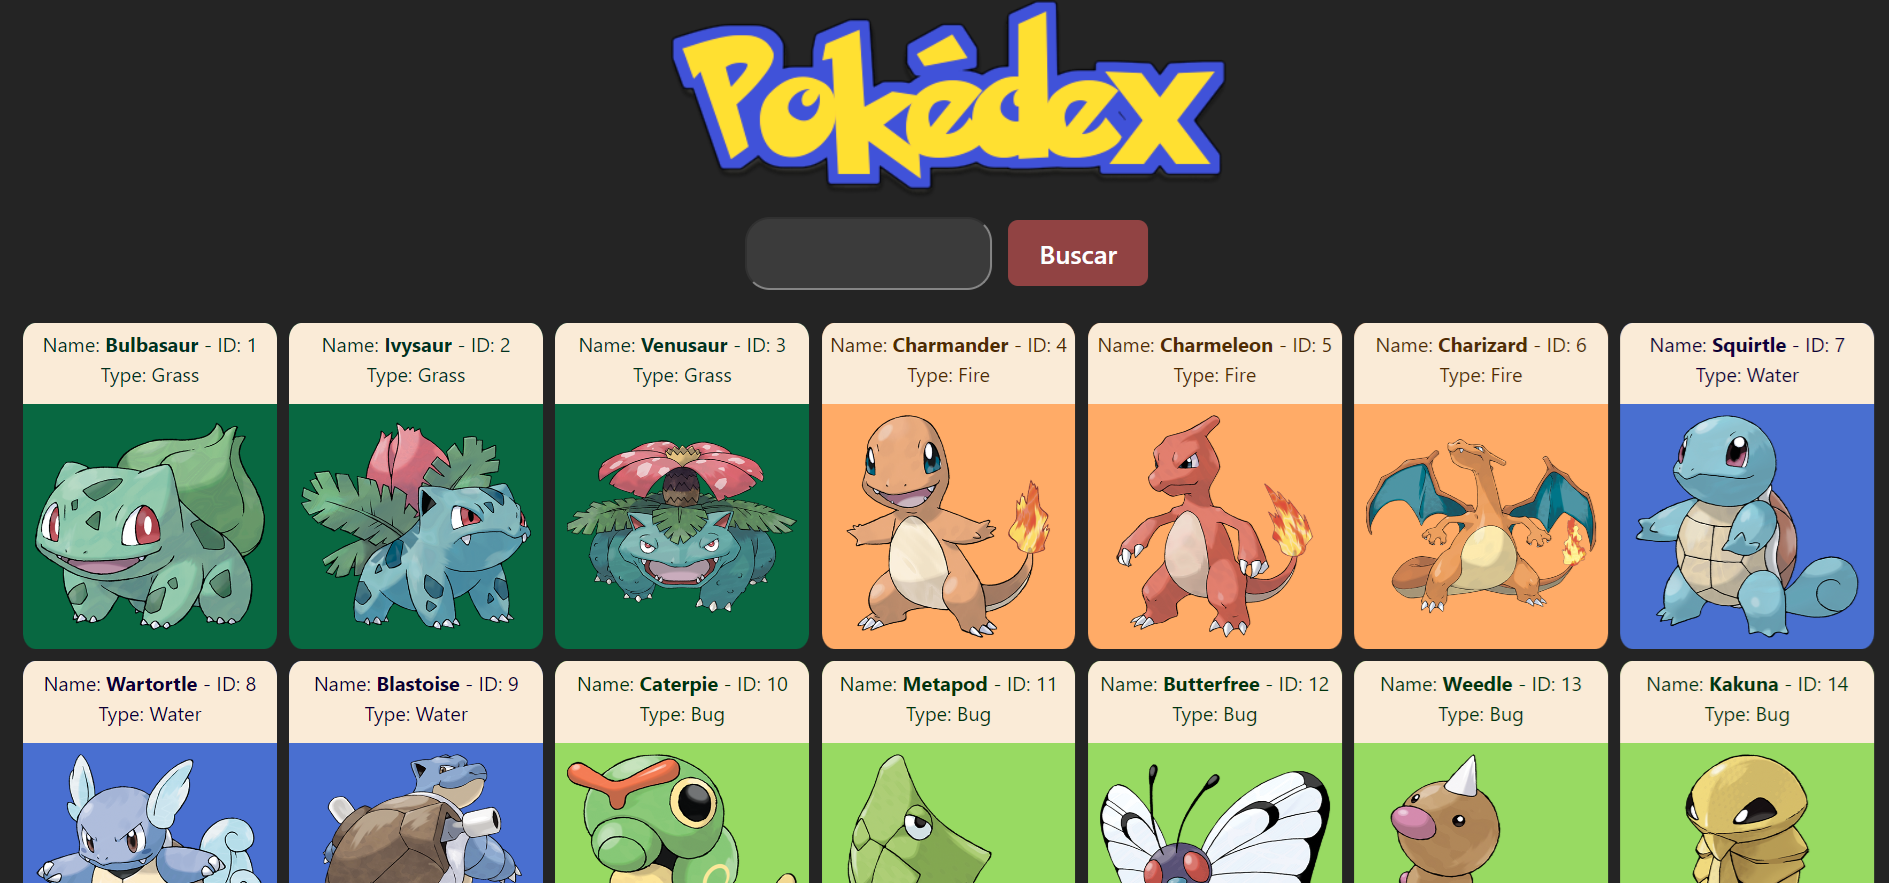 Pokédex
Buscar
Name: Bulbasaur - ID: 1
Type: Grass
Name: Ivysaur - ID: 2
Type: Grass
Name: Venusaur - ID: 3
Type: Grass
Name: Charmander - ID: 4
Type: Fire
Name: Charmeleon - ID: 5
Type: Fire
Name: Charizard - ID: 6
Type: Fire
Name: Squirtle - ID: 7
Type: Water
Name: Wartortle - ID: 8
Type: Water
Name: Blastoise - ID: 9
Type: Water
Name: Caterpie - ID: 10
Type: Bug
Name: Metapod - ID: 11
Type: Bug
Name: Butterfree - ID: 12
Type: Bug
Name: Weedle - ID: 13
Type: Bug
Name: Kakuna - ID: 14
Type: Bug